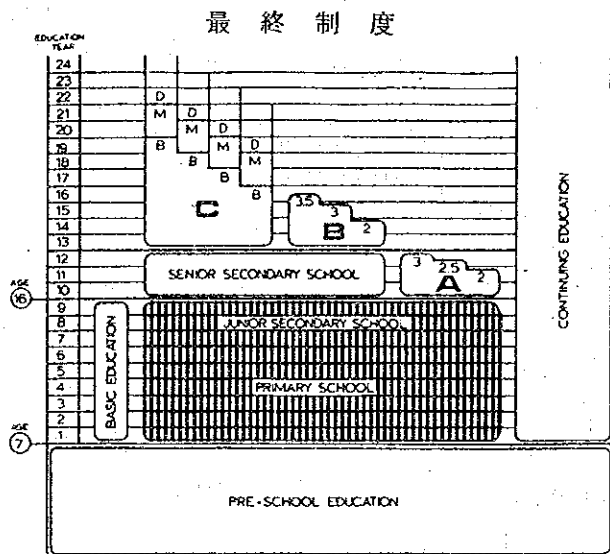 最終制度
EDUCATION
YEAR
24
23
22
21
20
19
18
17
16
15
14
13
12
11
10
9
8
7
6
5
4
3
2
1
AGE
16
AGE
7
D
M
B
D
M
B
D
M
B
D
M
B
C
3.5
3
2
B
SENIOR SECONDARY SCHOOL
3
2.5
2
A
BASIC EDUCATION
JUNIOR SECONDARY SCHOOL
PRIMARY SCHOOL
CONTINUING EDUCATION
PRE-SCHOOL EDUCATION